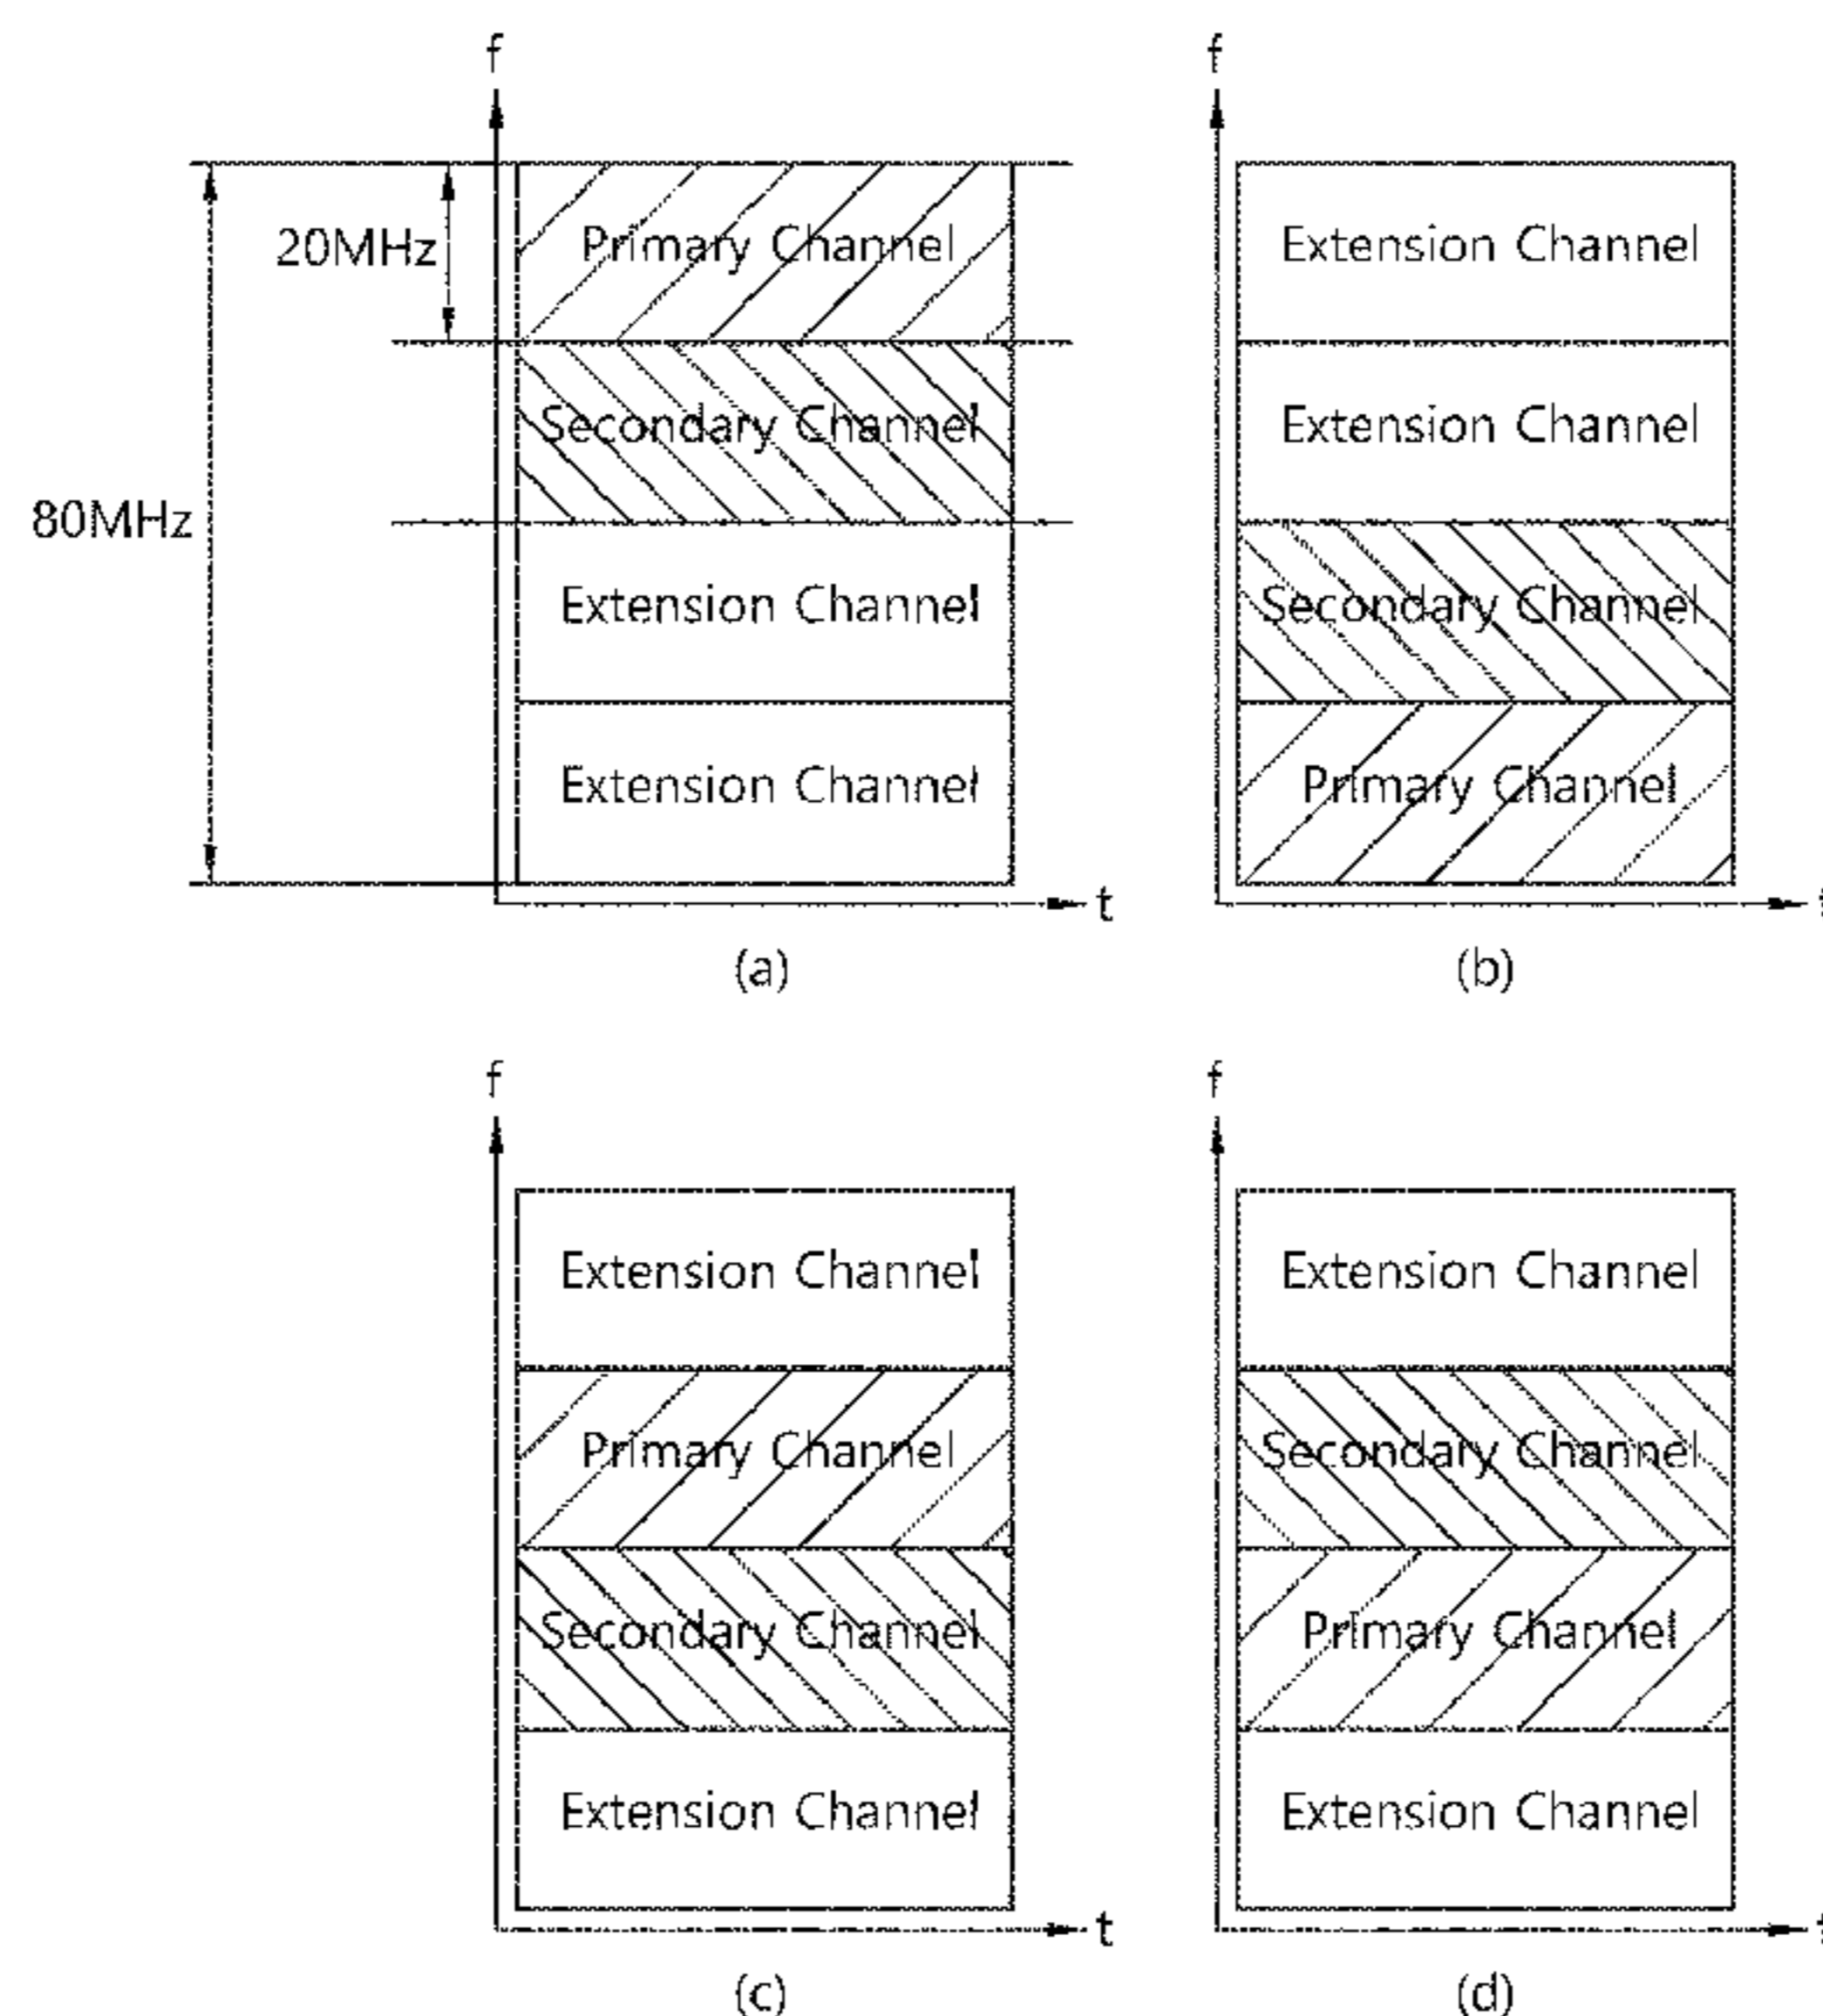 f
20MHz
80MHz
Primary Channel
Secondary Channel
Extension Channel
Extension Channel
t
(a)
f
Extension Channel
Extension Channel
Secondary Channel
Primary Channel
t
(b)
f
Extension Channel
Primary Channel
Secondary Channel
Extension Channel
t
(c)
f
Extension Channel
Secondary Channel
Primary Channel
Extension Channel
t
(d)